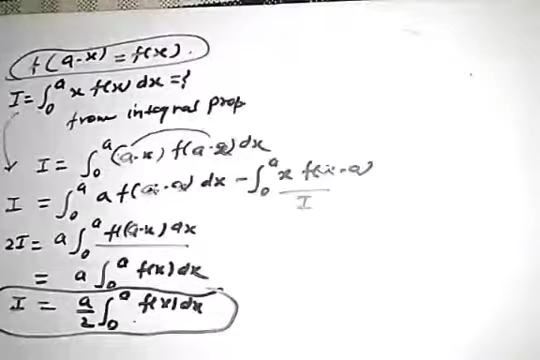 f(a-x) = f(x).
I = ∫₀ᵃ x f(x) dx = ?
from integral prop
I = ∫₀ᵃ (a-x) f(a-x) dx
I = ∫₀ᵃ a f(x-a) dx - ∫₀ᵃ x f(x-a)
I
2I = a ∫₀ᵃ f(a-x) dx
= a ∫₀ᵃ f(x) dx
I = a/2 ∫₀ᵃ f(x) dx